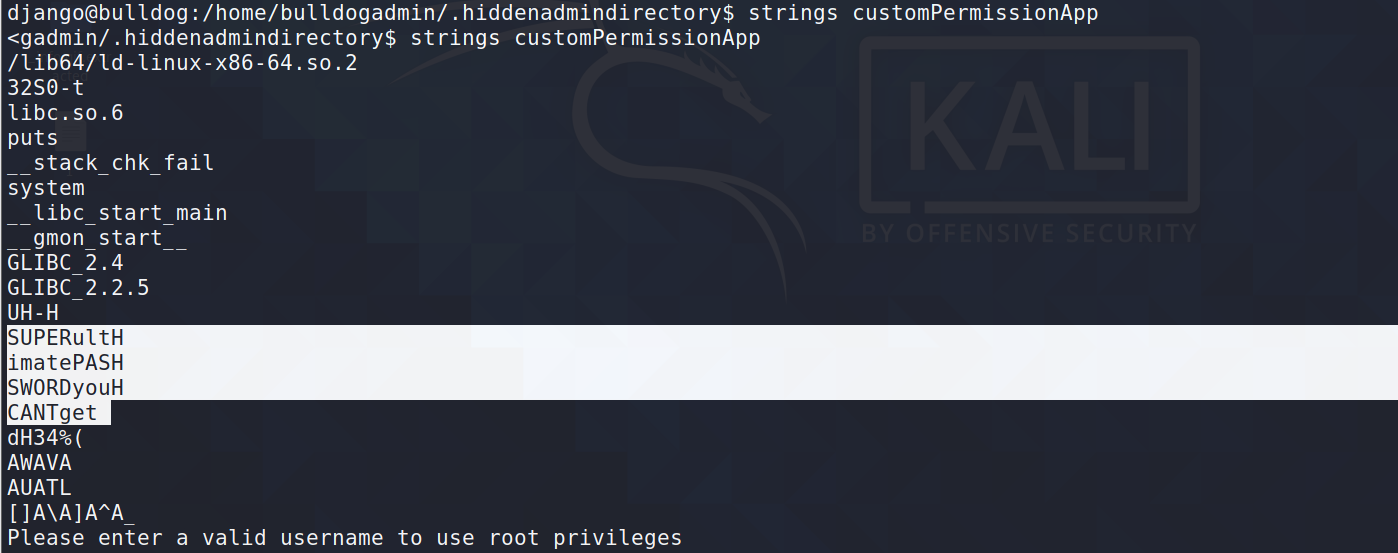 django@bulldog:/home/bulldogadmin/.hiddenadmindirectory$ strings customPermissionApp
<gadmin/.hiddenadmindirectory$ strings customPermissionApp
/lib64/ld-linux-x86-64.so.2
32S0-t
libc.so.6
puts
__stack_chk_fail
system
__libc_start_main
__gmon_start__
GLIBC_2.4
GLIBC_2.2.5
UH-H
SUPERultH
imatePASH
SWORDyouH
CANTget
dH34%(
AWAVA
AUATL
[]A\A]A^A_
Please enter a valid username to use root privileges
KALI
BY OFFENSIVE SECURITY